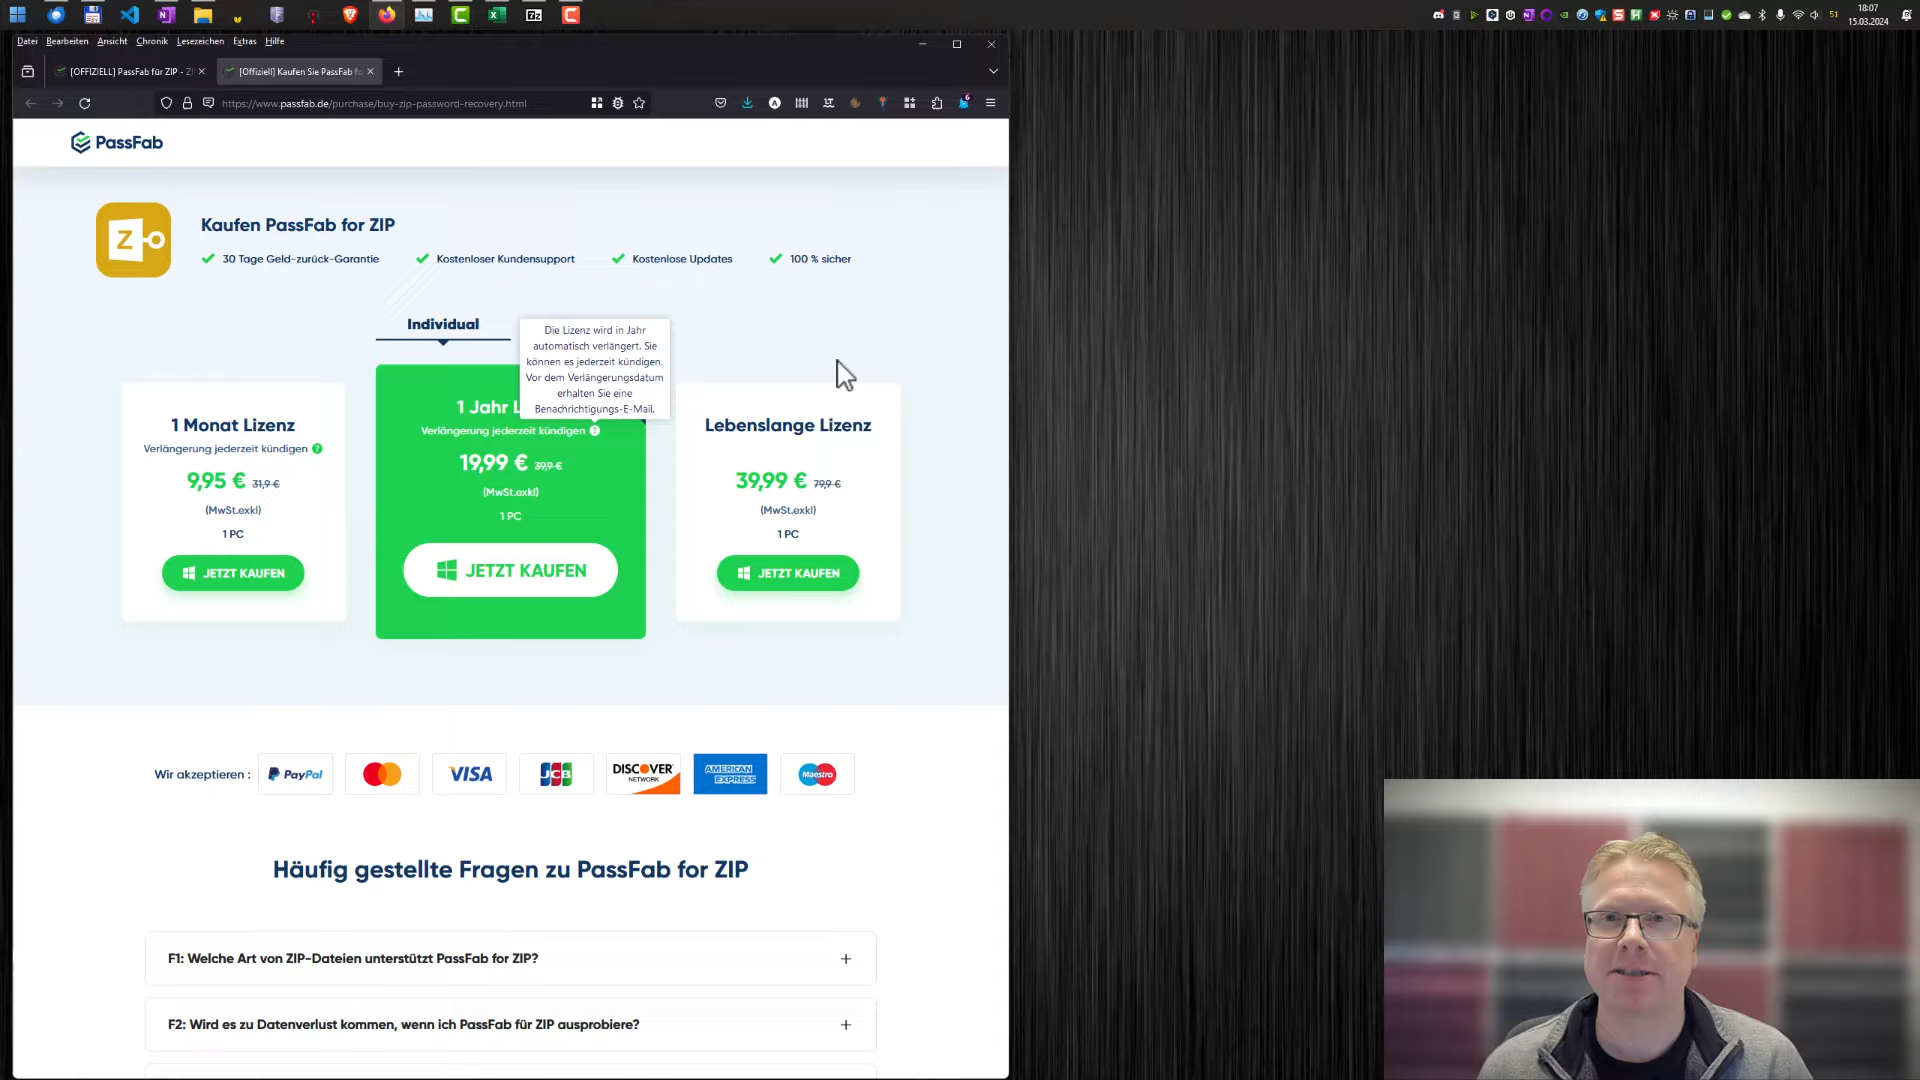 18:07
15.03.2024
Datei Bearbeiten Ansicht Chronik Lesezeichen Extras Hilfe
[OFFIZIELL] PassFab für ZIP - Z
[Offiziell] Kaufen Sie PassFab fo
https://www.passfab.de/purchase/buy-zip-password-recovery.html
PassFab
Kaufen PassFab for ZIP
30 Tage Geld-zurück-Garantie
Kostenloser Kundensupport
Kostenlose Updates
100 % sicher
Individual
Die Lizenz wird in Jahr
automatisch verlängert. Sie
können es jederzeit kündigen.
Vor dem Verlängerungsdatum
erhalten Sie eine
Benachrichtigungs-E-Mail.
1 Monat Lizenz
Verlängerung jederzeit kündigen ?
9,95 € 31,9 €
(MwSt.exkl)
1 PC
JETZT KAUFEN
1 Jahr L
Verlängerung jederzeit kündigen ?
19,99 € 39,9 €
(MwSt.exkl)
1 PC
JETZT KAUFEN
Lebenslange Lizenz
39,99 € 79,9 €
(MwSt.exkl)
1 PC
JETZT KAUFEN
Wir akzeptieren :
PayPal
VISA
JCB
DISCOVER
NETWORK
AMERICAN
EXPRESS
Maestro
Häufig gestellte Fragen zu PassFab for ZIP
F1: Welche Art von ZIP-Dateien unterstützt PassFab for ZIP?
F2: Wird es zu Datenverlust kommen, wenn ich PassFab für ZIP ausprobiere?